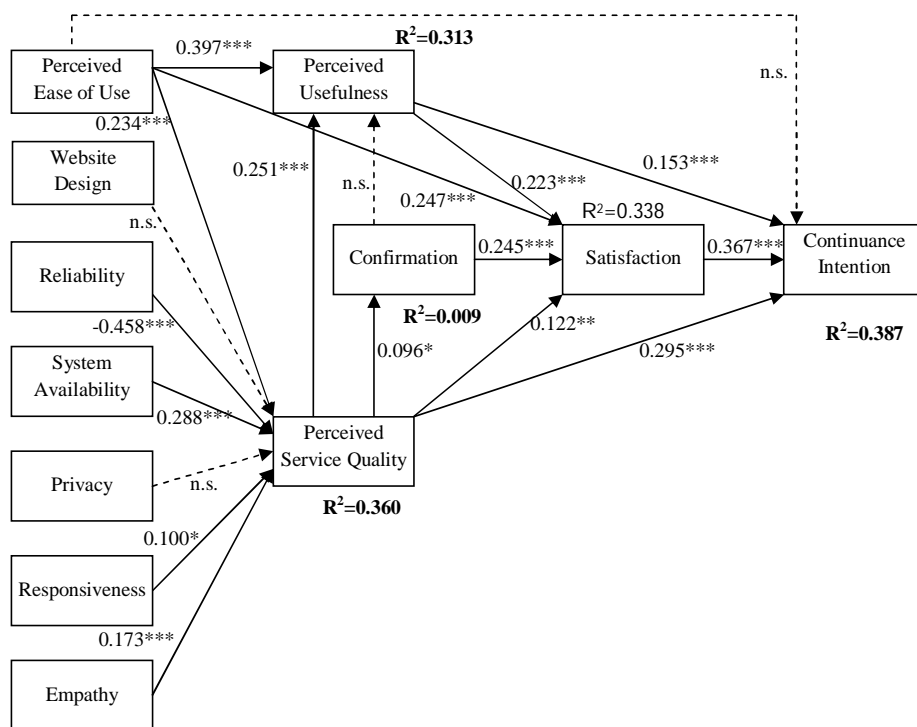 R²=0.313
0.397***
Perceived
Ease of Use
Perceived
Usefulness
n.s.
0.234***
Website
Design
0.251***
0.153***
n.s.
0.223***
n.s.
0.247***
R²=0.338
Reliability
Confirmation
0.245***
Satisfaction
0.367***
Continuance
Intention
R²=0.009
-0.458***
0.122**
R²=0.387
0.096*
0.295***
System
Availability
0.288***
Perceived
Service Quality
Privacy
n.s.
R²=0.360
0.100*
Responsiveness
0.173***
Empathy